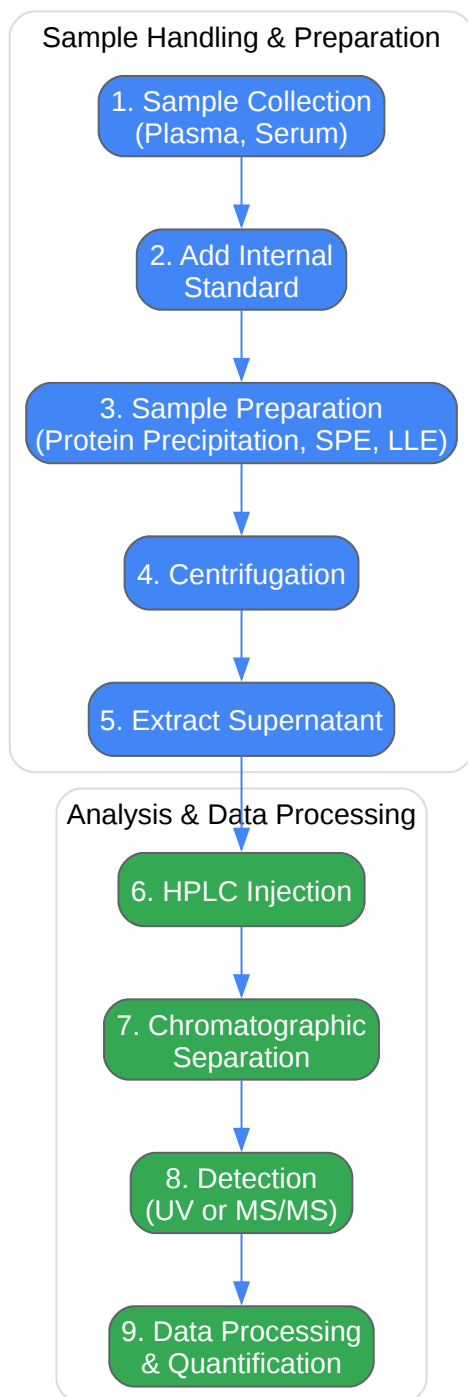 Sample Handling & Preparation
1. Sample Collection
(Plasma, Serum)
2. Add Internal
Standard
3. Sample Preparation
(Protein Precipitation, SPE, LLE)
4. Centrifugation
5. Extract Supernatant
Analysis & Data Processing
6. HPLC Injection
7. Chromatographic
Separation
8. Detection
(UV or MS/MS)
9. Data Processing
& Quantification